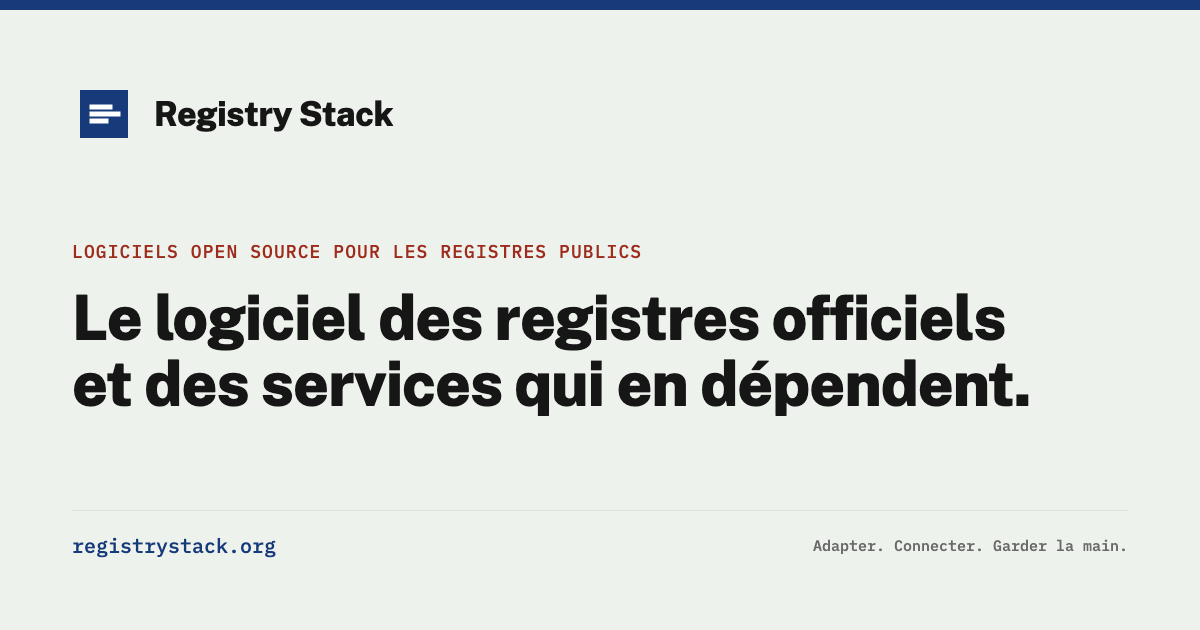 Registry Stack
LOGICIELS OPEN SOURCE POUR LES REGISTRES PUBLICS
Le logiciel des registres officiels
et des services qui en dépendent.
registrystack.org
Adapter. Connecter. Garder la main.